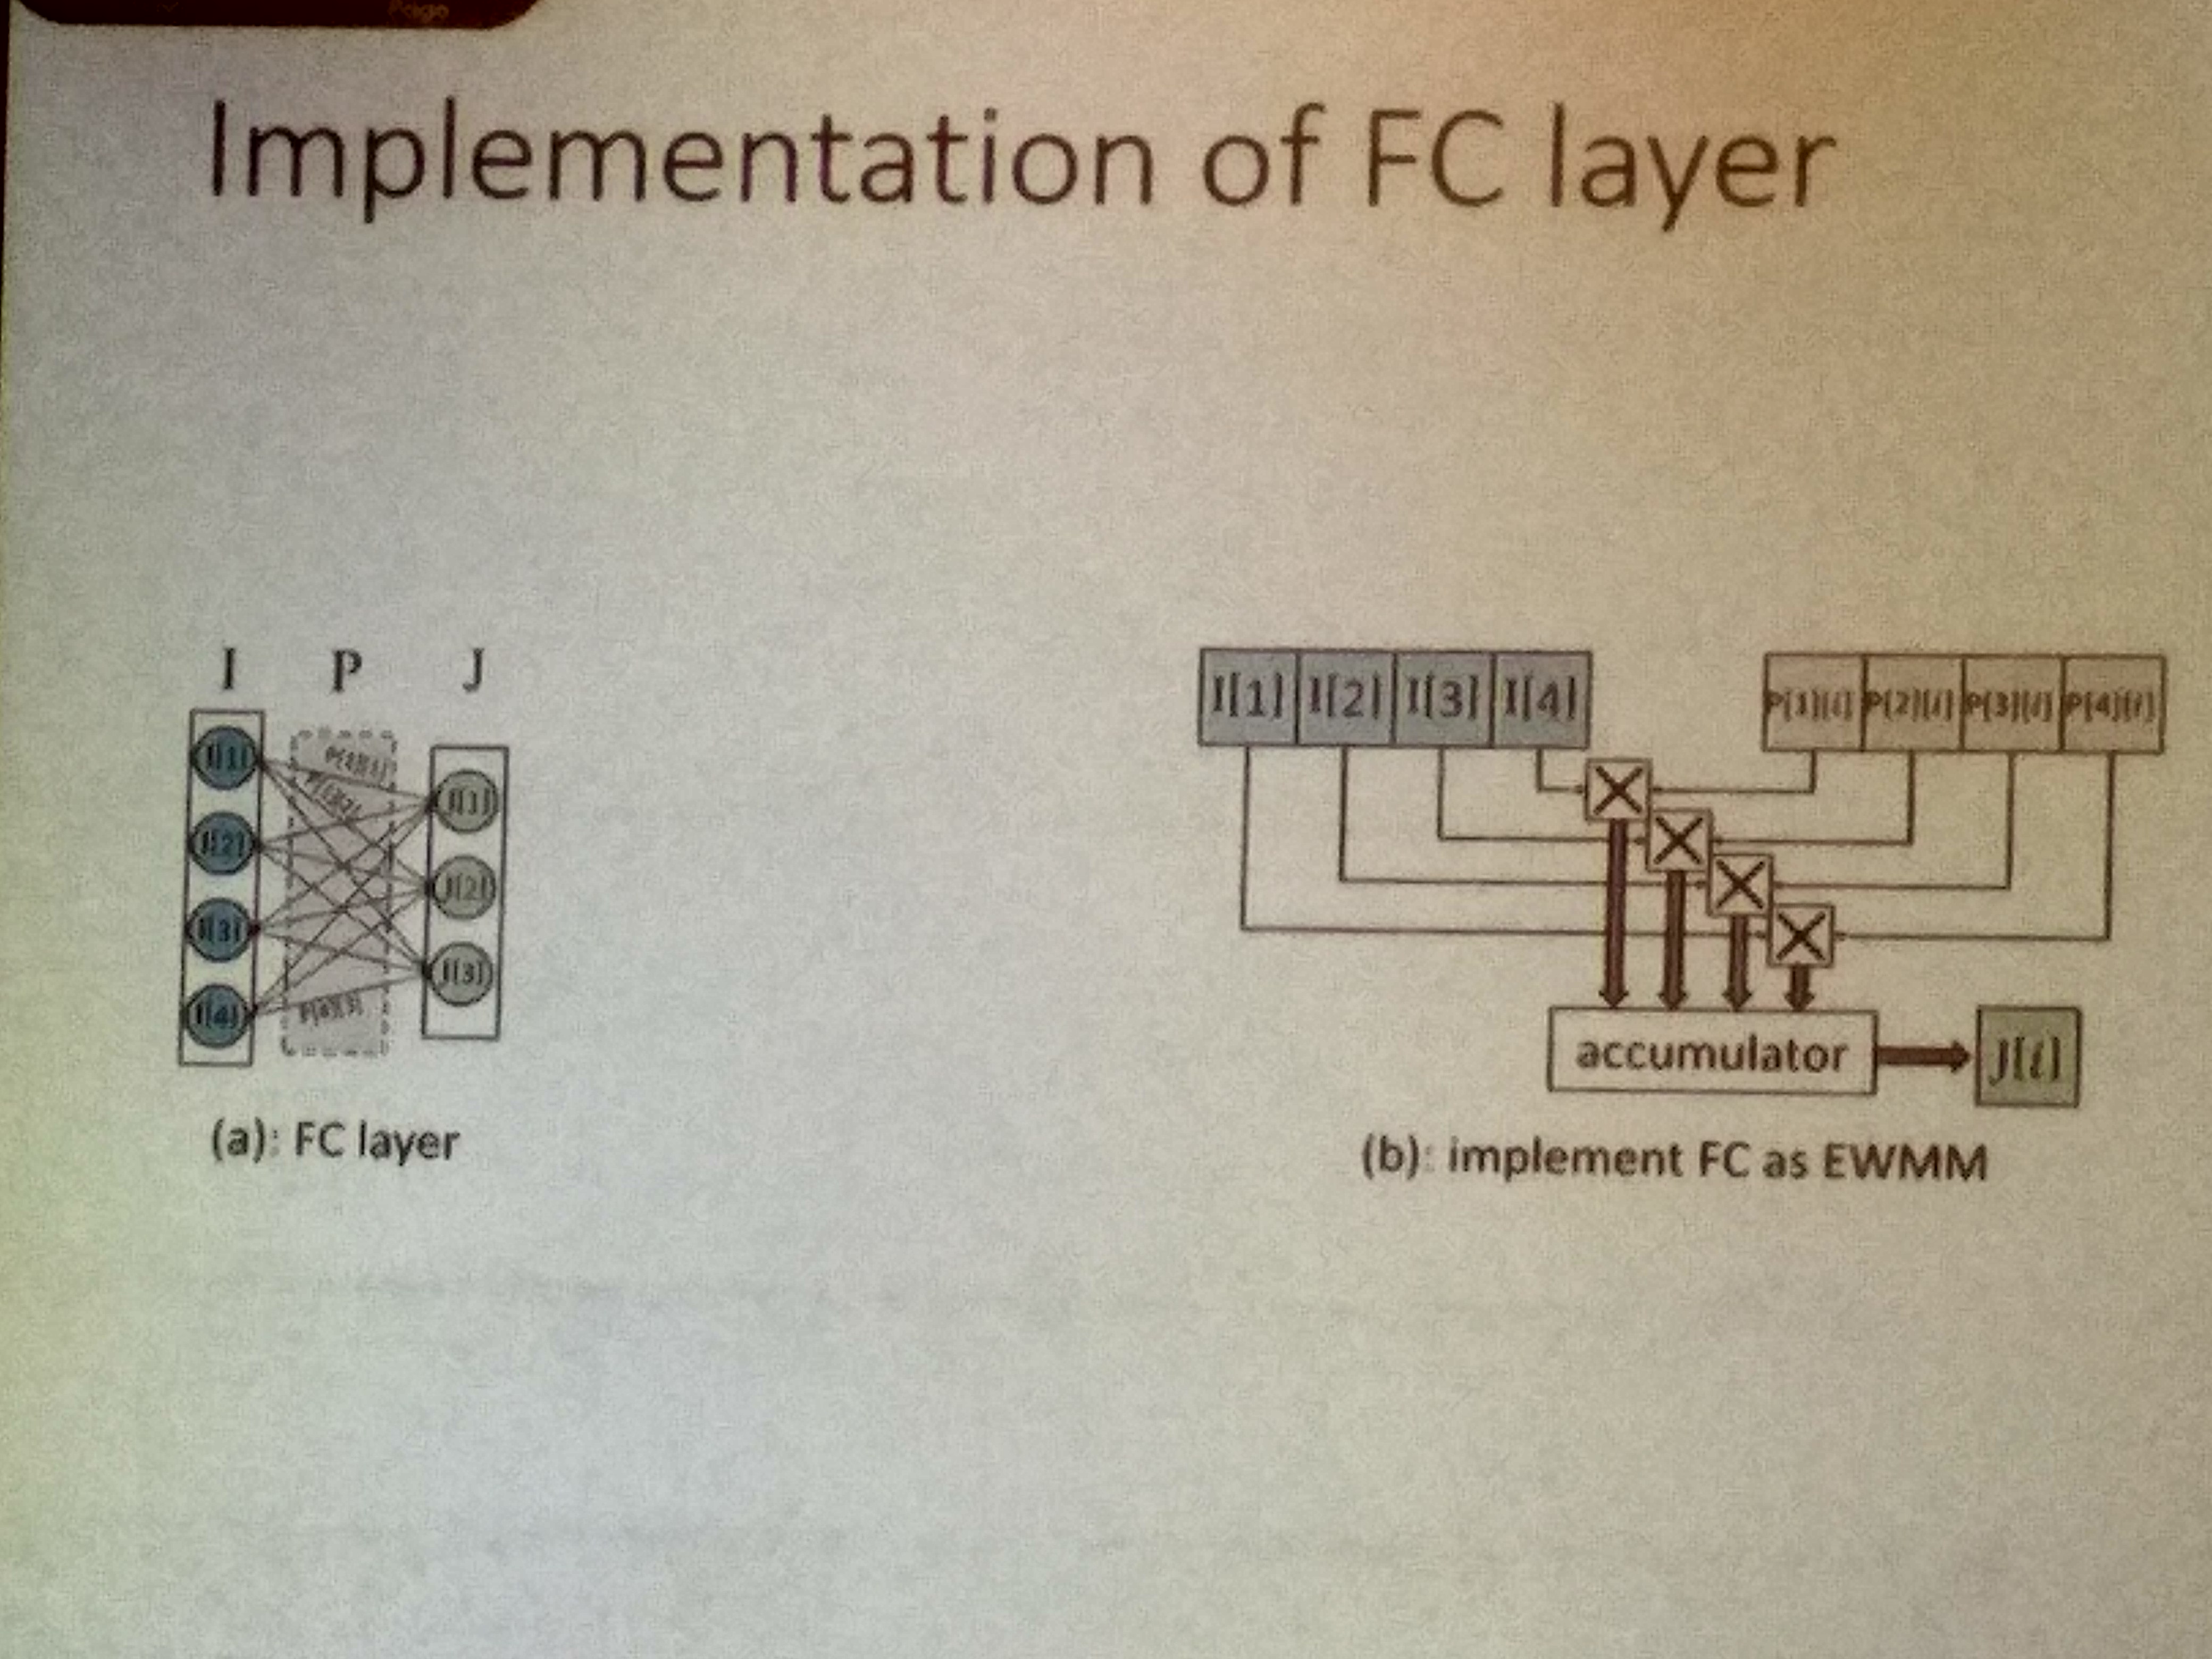 Page
Implementation of FC layer
I P J
I[1]
I[2]
I[3]
I[4]
P[1][1]
P[1][2]
P[4][3]
J[1]
J[2]
J[3]
(a): FC layer
I[1] I[2] I[3] I[4]
P[1][i] P[2][i] P[3][i] P[4][i]
accumulator
J[i]
(b): implement FC as EWMM